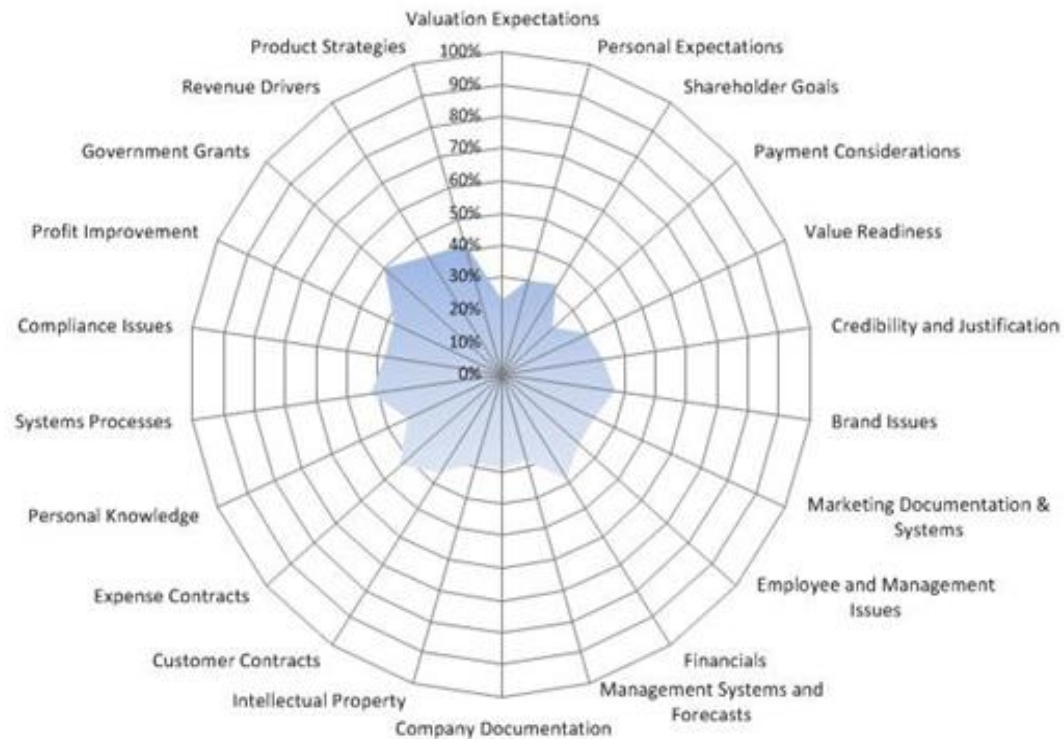 Valuation Expectations
Product Strategies
Personal Expectations
100%
90%
80%
70%
60%
50%
40%
30%
20%
10%
0%
Revenue Drivers
Shareholder Goals
Government Grants
Payment Considerations
Profit Improvement
Value Readiness
Compliance Issues
Credibility and Justification
Systems Processes
Brand Issues
Personal Knowledge
Marketing Documentation &
Systems
Expense Contracts
Employee and Management
Issues
Customer Contracts
Financials
Intellectual Property
Management Systems and
Forecasts
Company Documentation